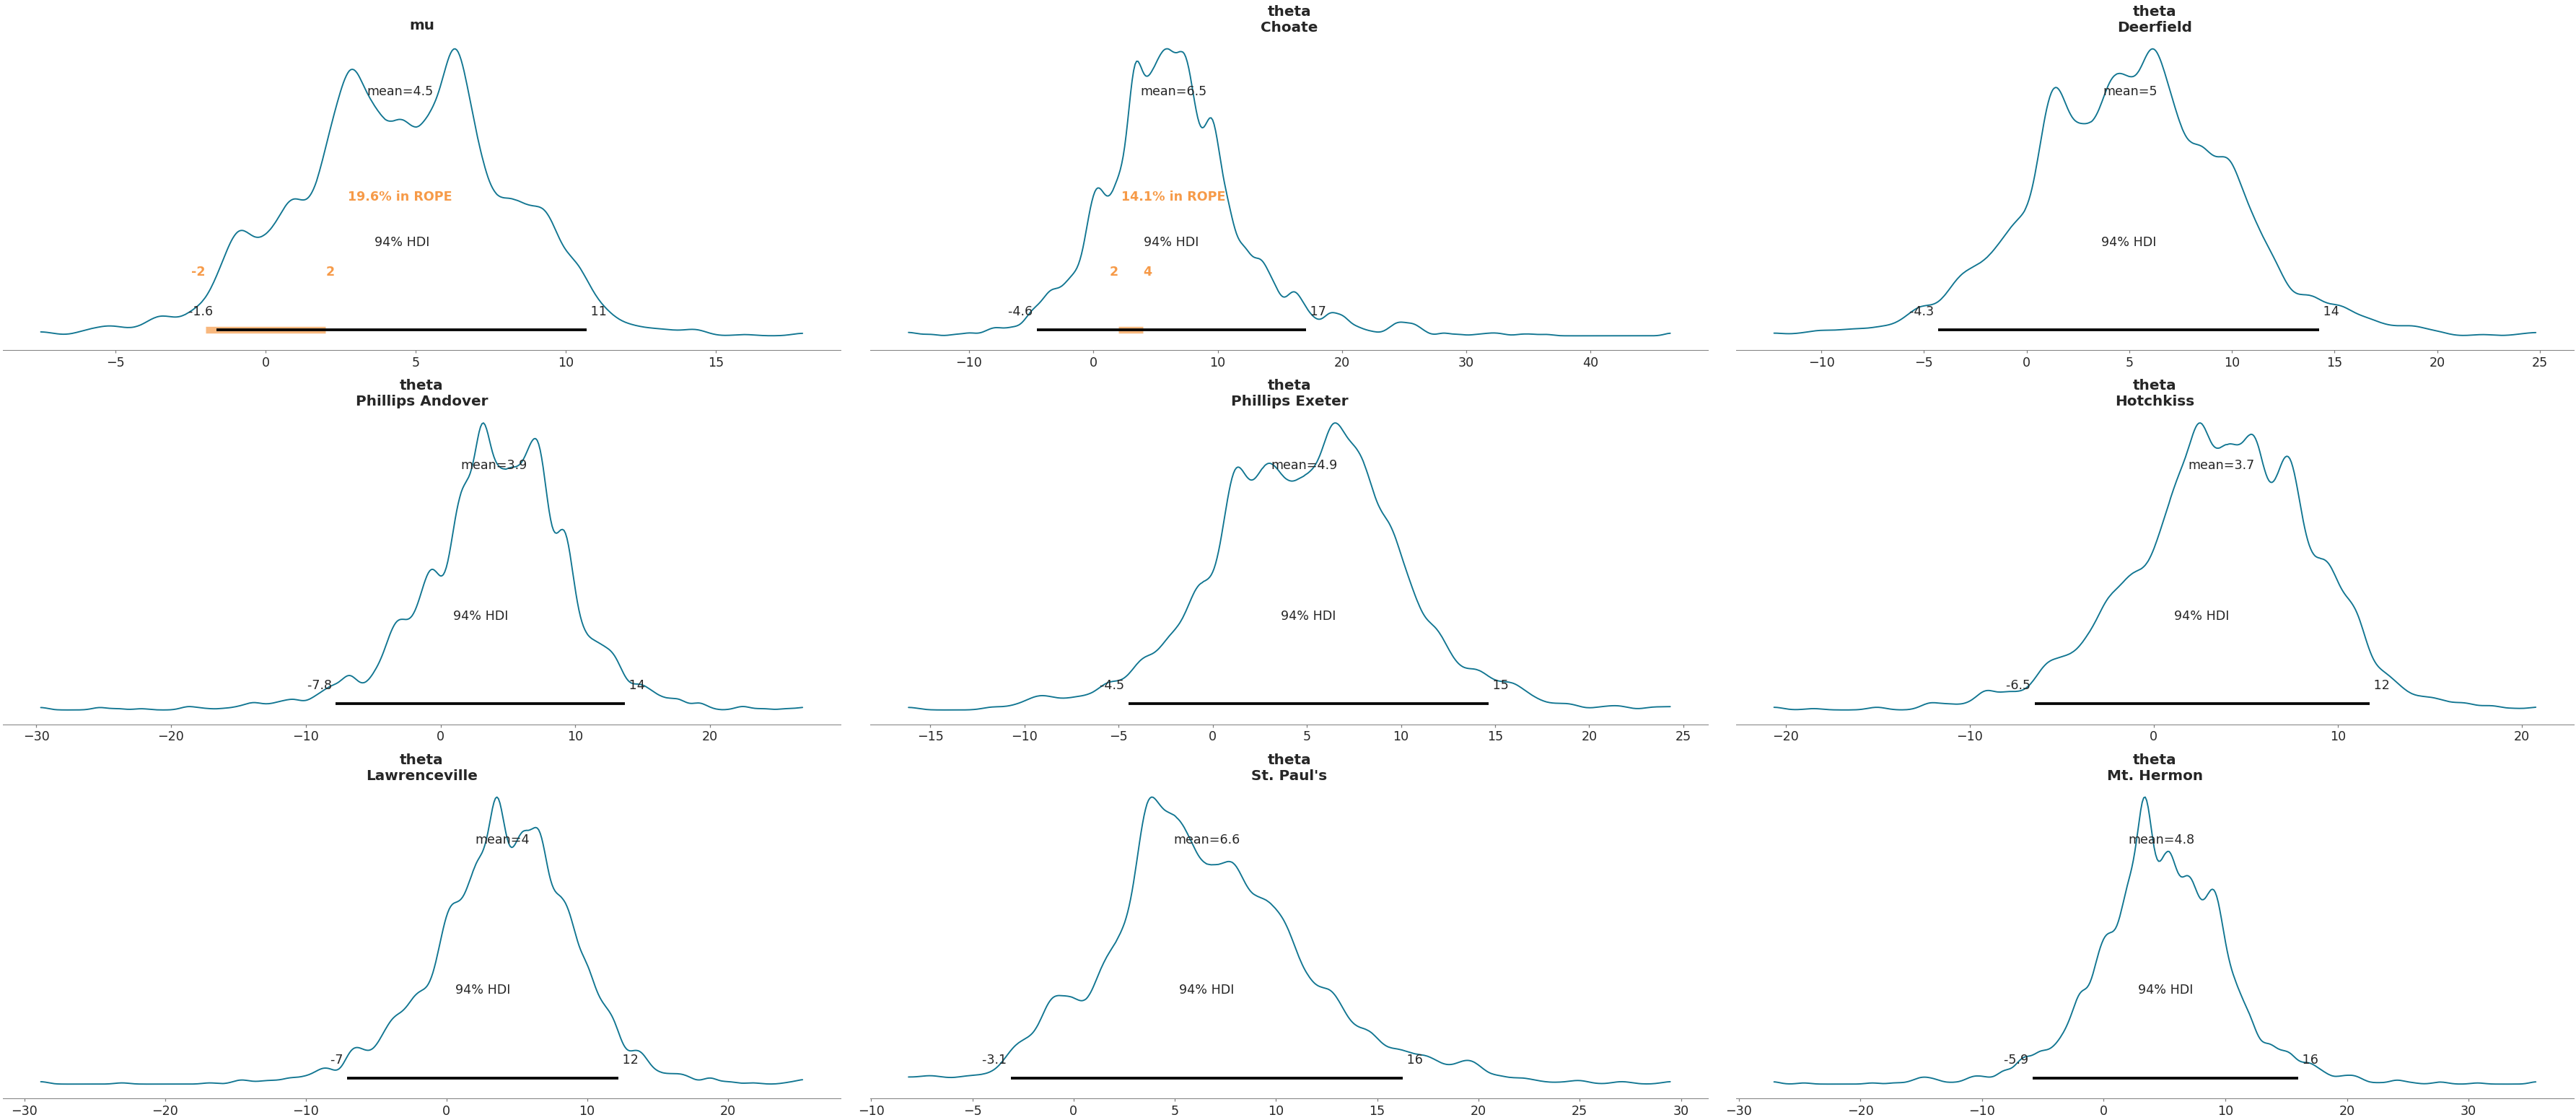 mu
mean=4.5
19.6% in ROPE
94% HDI
-2 2
-1.6 11
−5 0 5 10 15
theta
Choate
mean=6.5
14.1% in ROPE
94% HDI
2 4
-4.6 17
−10 0 10 20 30 40
theta
Deerfield
mean=5
94% HDI
-4.3 14
−10 −5 0 5 10 15 20 25
theta
Phillips Andover
mean=3.9
94% HDI
-7.8 14
−30 −20 −10 0 10 20
theta
Phillips Exeter
mean=4.9
94% HDI
-4.5 15
−15 −10 −5 0 5 10 15 20 25
theta
Hotchkiss
mean=3.7
94% HDI
-6.5 12
−20 −10 0 10 20
theta
Lawrenceville
mean=4
94% HDI
-7 12
−30 −20 −10 0 10 20
theta
St. Paul's
mean=6.6
94% HDI
-3.1 16
−10 −5 0 5 10 15 20 25 30
theta
Mt. Hermon
mean=4.8
94% HDI
-5.9 16
−30 −20 −10 0 10 20 30